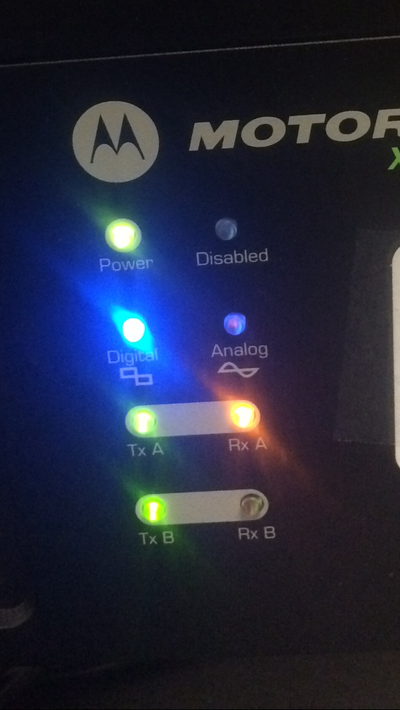 MOTOR
X
Power Disabled
Digital Analog
Tx A Rx A
Tx B Rx B